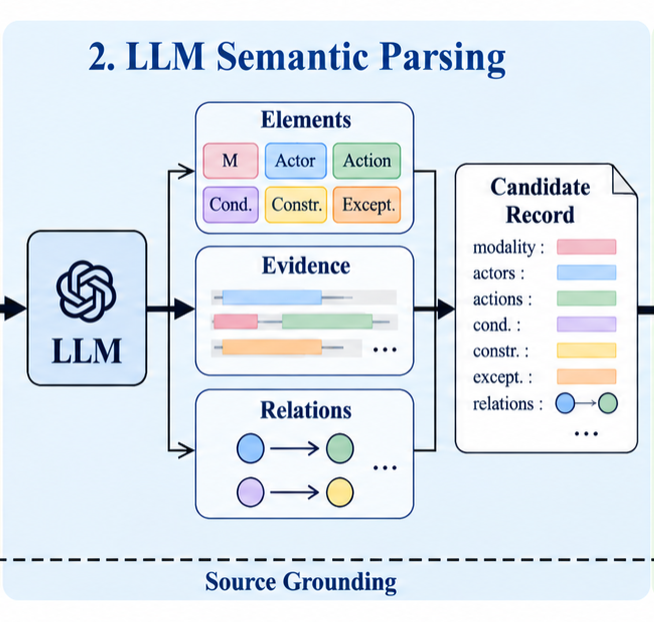 2. LLM Semantic Parsing
LLM
Elements
M
Actor
Action
Cond.
Constr.
Except.
Evidence
...
Relations
...
Candidate
Record
modality :
actors :
actions :
cond. :
constr. :
except. :
relations :
...
Source Grounding